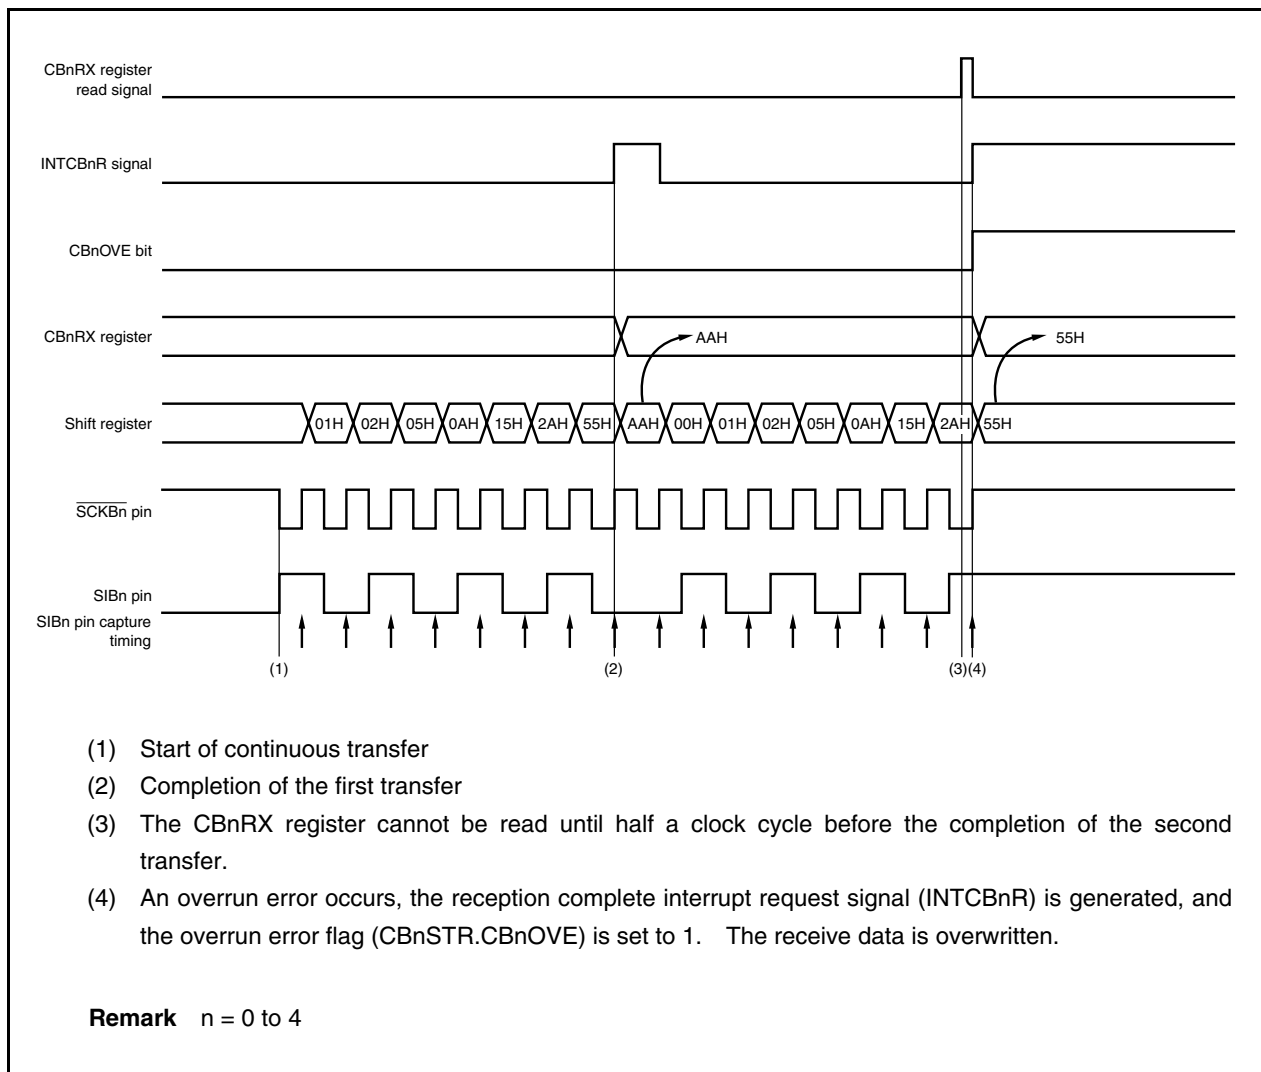 CBnRX register
read signal
INTCBnR signal
CBnOVE bit
CBnRX register
AAH
55H
Shift register
01H 02H 05H 0AH 15H 2AH 55H AAH 00H 01H 02H 05H 0AH 15H 2AH 55H
SCKBn pin
SIBn pin
SIBn pin capture
timing
(1) (2) (3)(4)
(1) Start of continuous transfer
(2) Completion of the first transfer
(3) The CBnRX register cannot be read until half a clock cycle before the completion of the second
transfer.
(4) An overrun error occurs, the reception complete interrupt request signal (INTCBnR) is generated, and
the overrun error flag (CBnSTR.CBnOVE) is set to 1. The receive data is overwritten.
Remark n = 0 to 4